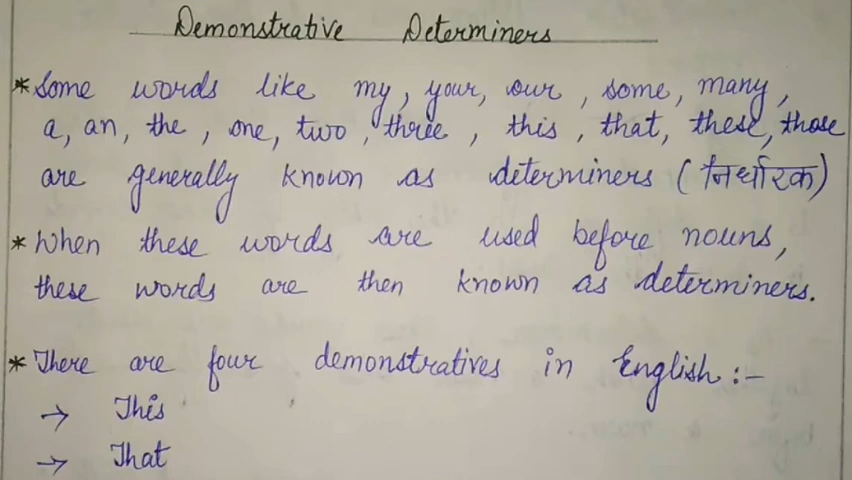 Demonstrative Determiners
* Some words like my, your, our, some, many,
a, an, the, one, two, three, this, that, these, those
are generally known as determiners (निर्धारक)
* When these words are used before nouns,
these words are then known as determiners.
* There are four demonstratives in English :-
→ This
→ That